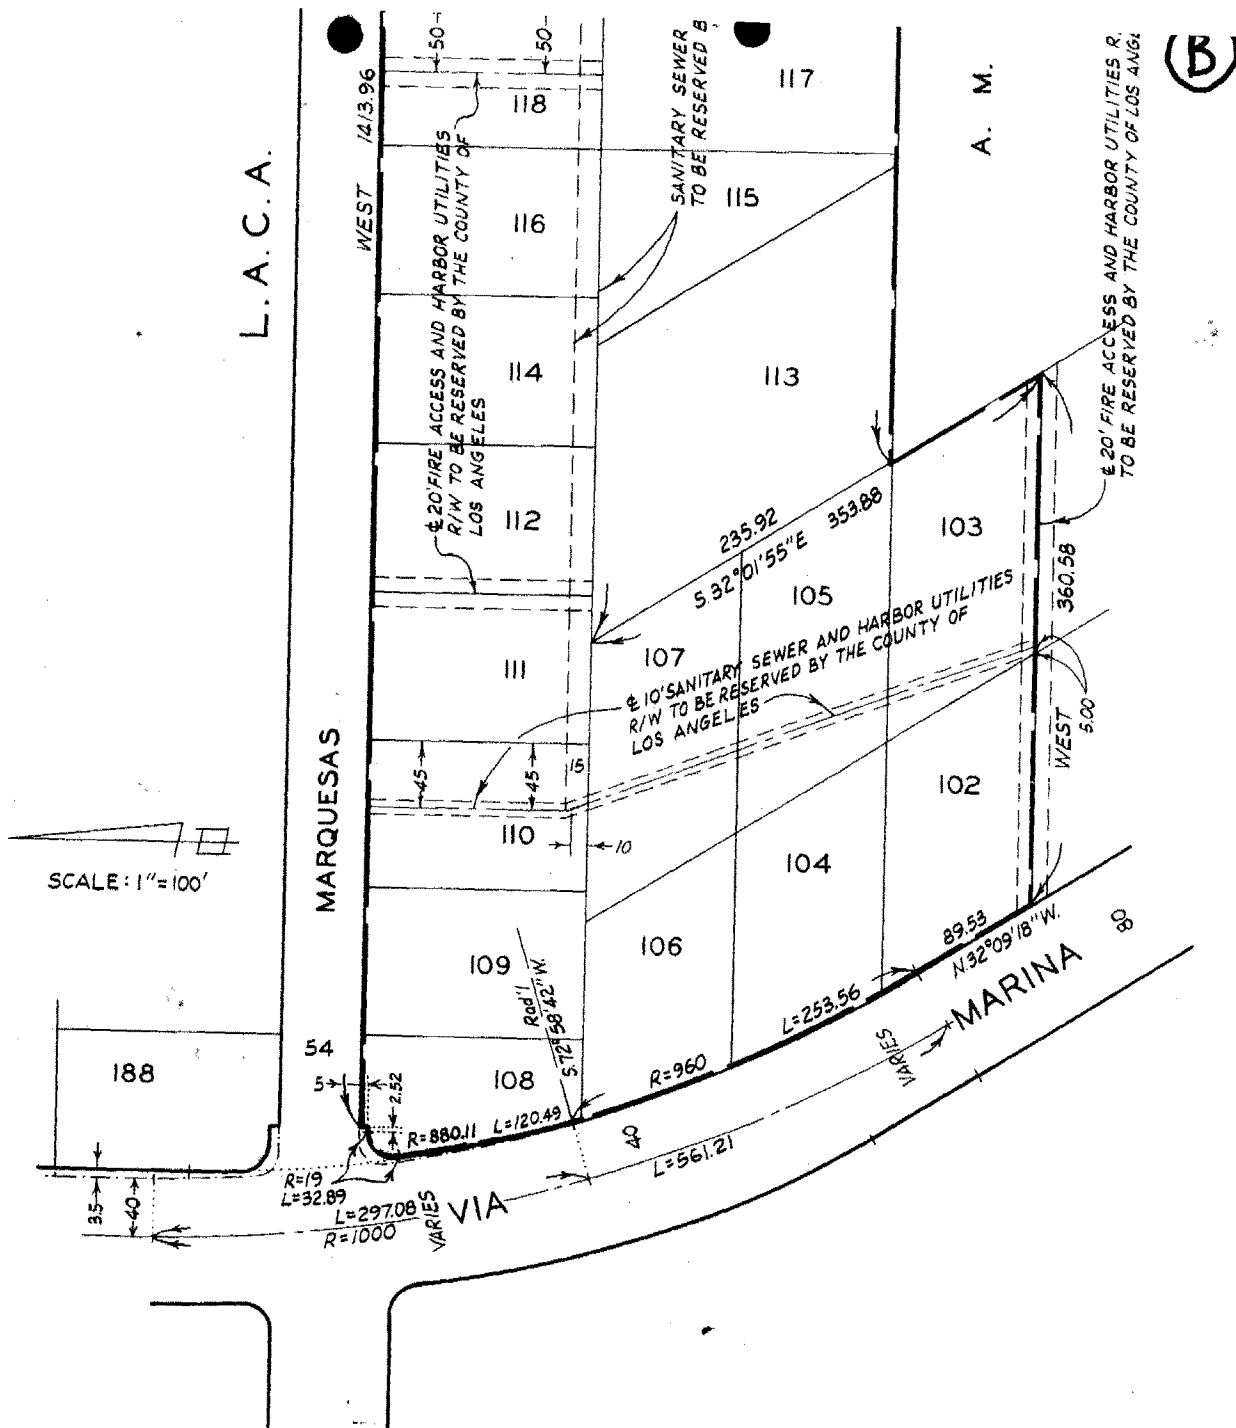 B
50
50
117
118
WEST 1413.96
℄ 20' FIRE ACCESS AND HARBOR UTILITIES
R/W TO BE RESERVED BY THE COUNTY OF
LOS ANGELES
SANITARY SEWER
TO BE RESERVED B
A. M.
℄ 20' FIRE ACCESS AND HARBOR UTILITIES R.
TO BE RESERVED BY THE COUNTY OF LOS ANGE
L. A. C. A.
115
116
114
113
112
235.92
353.88
S.32°01'55"E
103
105
107
111
℄ 10' SANITARY SEWER AND HARBOR UTILITIES
R/W TO BE RESERVED BY THE COUNTY OF
LOS ANGELES
WEST 360.58
5.00
MARQUESAS
45
45
15
10
110
102
104
SCALE: 1"=100'
106
109
Rad'l
S.72°58'42"W.
89.53
N.32°09'18"W.
80
L=253.56
MARINA
VARIES
54
188
5
2.52
108
R=960
R=880.11 L=120.49
40
L=561.21
R=19
L=32.89
35
40
L=297.08
R=1000
VARIES
VIA